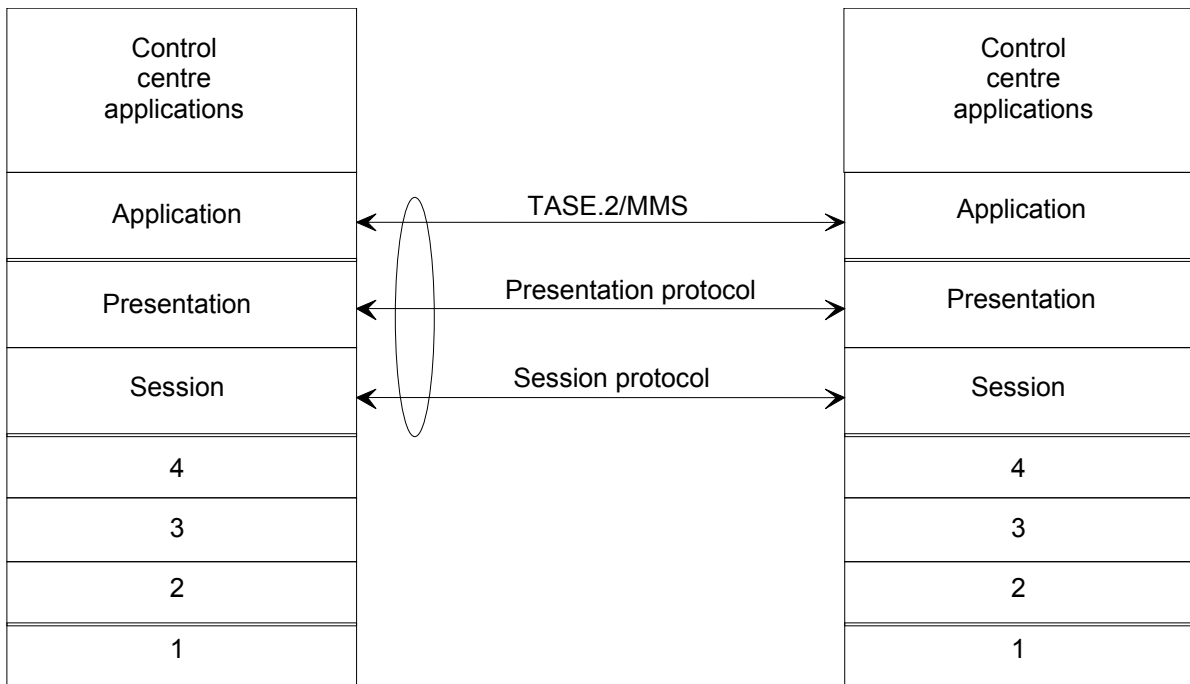 Control
centre
applications
Control
centre
applications
Application
TASE.2/MMS
Application
Presentation
Presentation protocol
Presentation
Session
Session protocol
Session
4
4
3
3
2
2
1
1